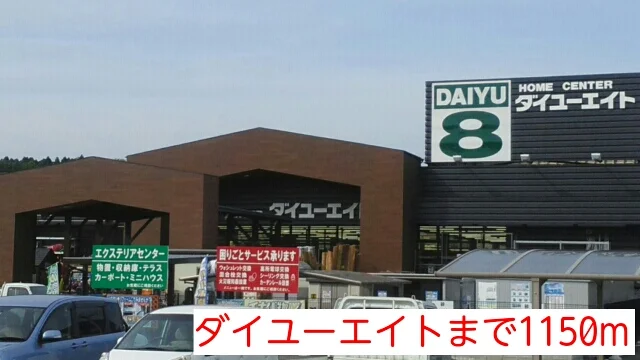 DAIYU
8
HOME CENTER
ダイユーエイト
ダイユーエイト
エクステリアセンター
物置・収納庫・テラス
カーポート・ミニハウス
困りごとサービス承ります
ダイユーエイトまで1150m